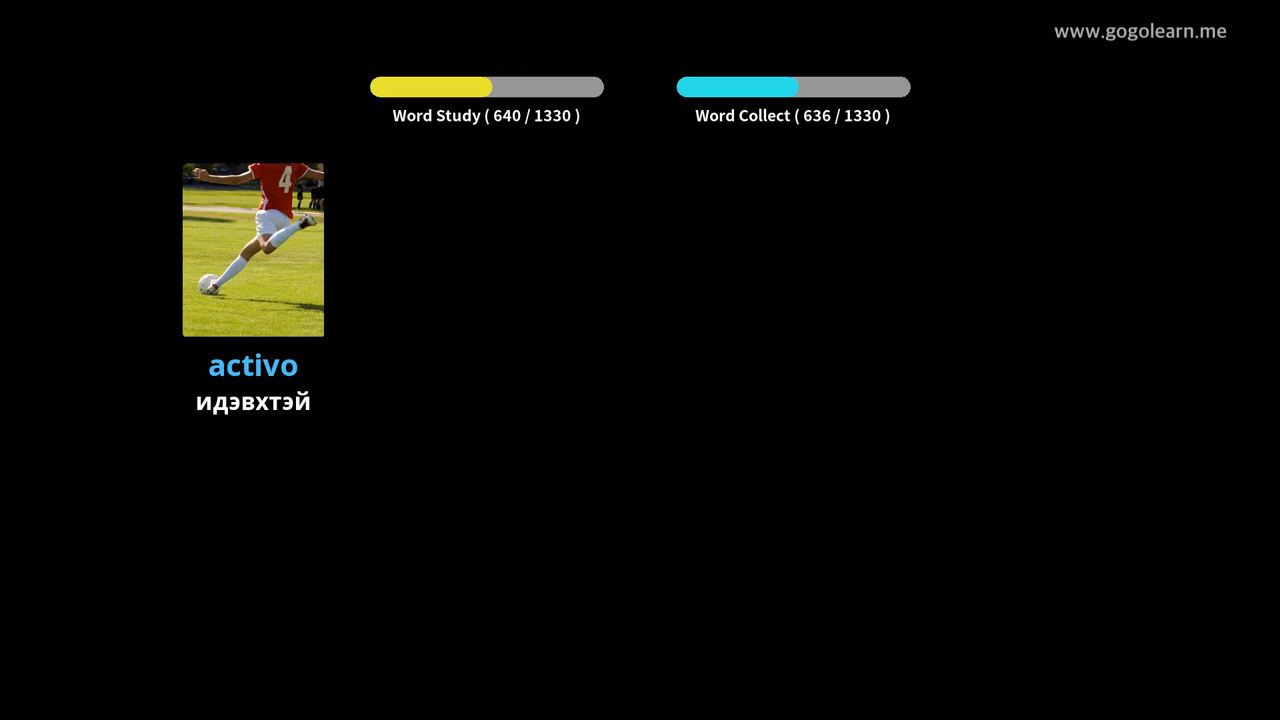 www.gogolearn.me
Word Study ( 640 / 1330 )
Word Collect ( 636 / 1330 )
4
activo
идэвхтэй